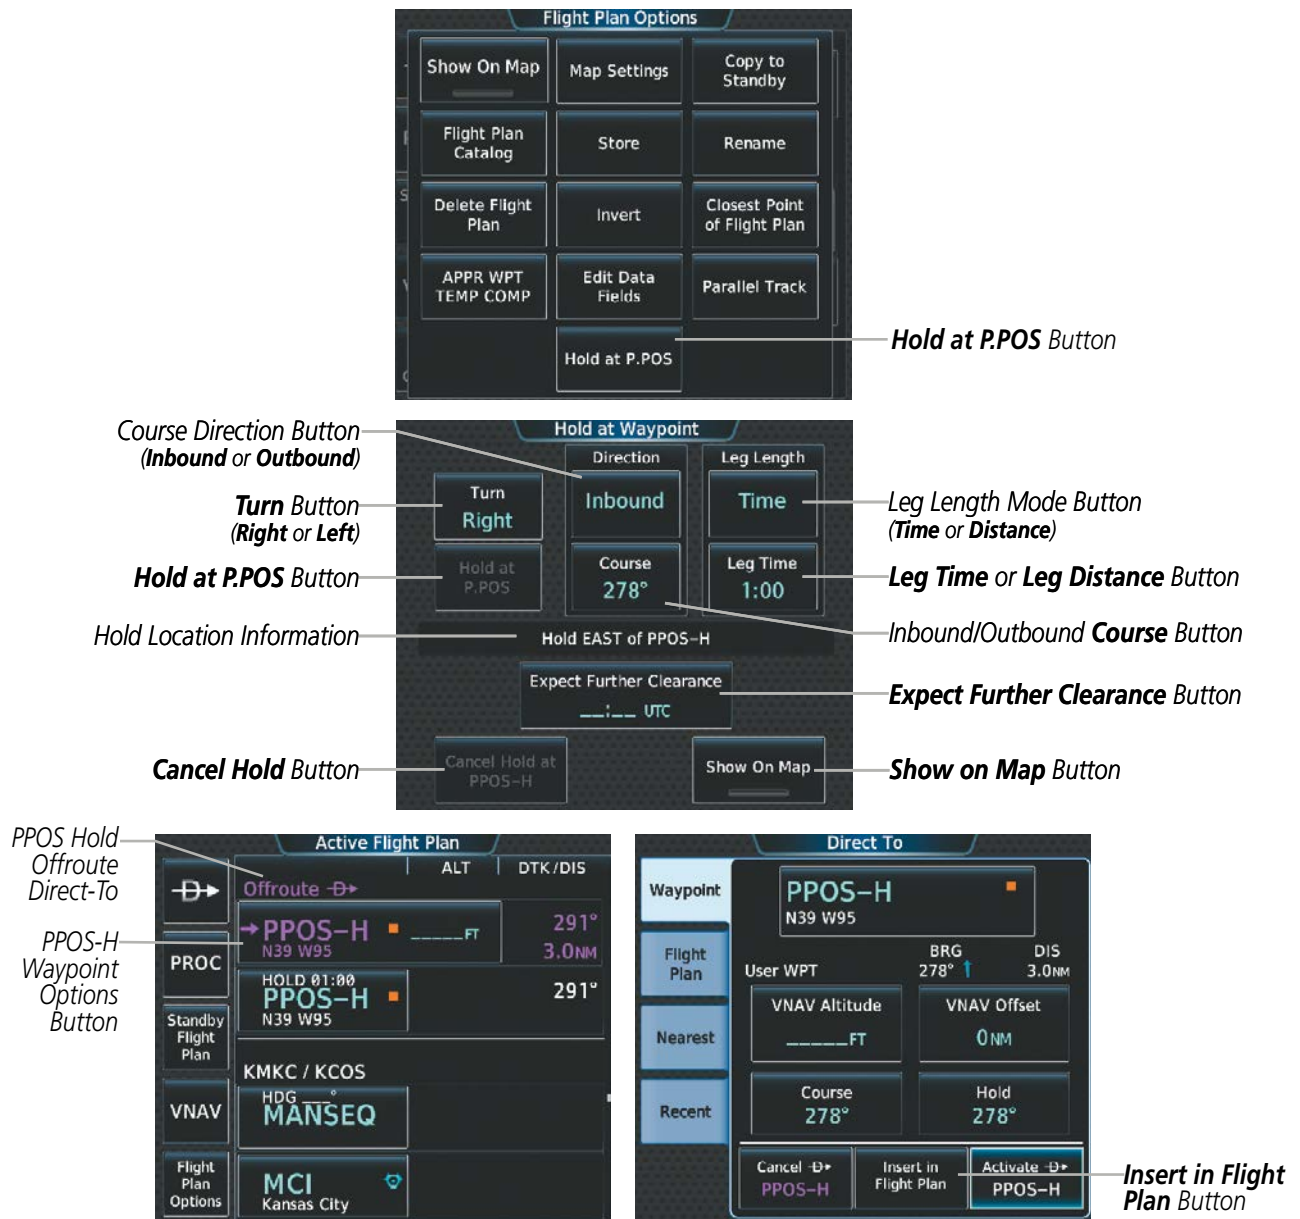 Flight Plan Options
Show On Map
Map Settings
Copy to
Standby
Flight Plan
Catalog
Store
Rename
Delete Flight
Plan
Invert
Closest Point
of Flight Plan
APPR WPT
TEMP COMP
Edit Data
Fields
Parallel Track
Hold at P.POS
Hold at P.POS Button
Hold at Waypoint
Course Direction Button
(Inbound or Outbound)
Turn Button
(Right or Left)
Hold at P.POS Button
Hold Location Information
Cancel Hold Button
Direction
Leg Length
Turn
Right
Inbound
Time
Hold at
P.POS
Course
278°
Leg Time
1:00
Hold EAST of PPOS-H
Expect Further Clearance
__:__ UTC
Cancel Hold at
PPOS-H
Show On Map
Leg Length Mode Button
(Time or Distance)
Leg Time or Leg Distance Button
Inbound/Outbound Course Button
Expect Further Clearance Button
Show on Map Button
PPOS Hold
Offroute
Direct-To
PPOS-H
Waypoint
Options
Button
Active Flight Plan
ALT
DTK/DIS
Offroute D
PPOS-H
N39 W95
_____FT
291°
3.0NM
PROC
HOLD 01:00
PPOS-H
N39 W95
291°
Standby
Flight
Plan
KMKC / KCOS
VNAV
HDG ___°
MANSEQ
Flight
Plan
Options
MCI
Kansas City
Direct To
Waypoint
PPOS-H
N39 W95
Flight
Plan
User WPT
BRG
278°
DIS
3.0NM
VNAV Altitude
_____FT
VNAV Offset
0NM
Nearest
Recent
Course
278°
Hold
278°
Cancel D
PPOS-H
Insert in
Flight Plan
Activate D
PPOS-H
Insert in Flight
Plan Button